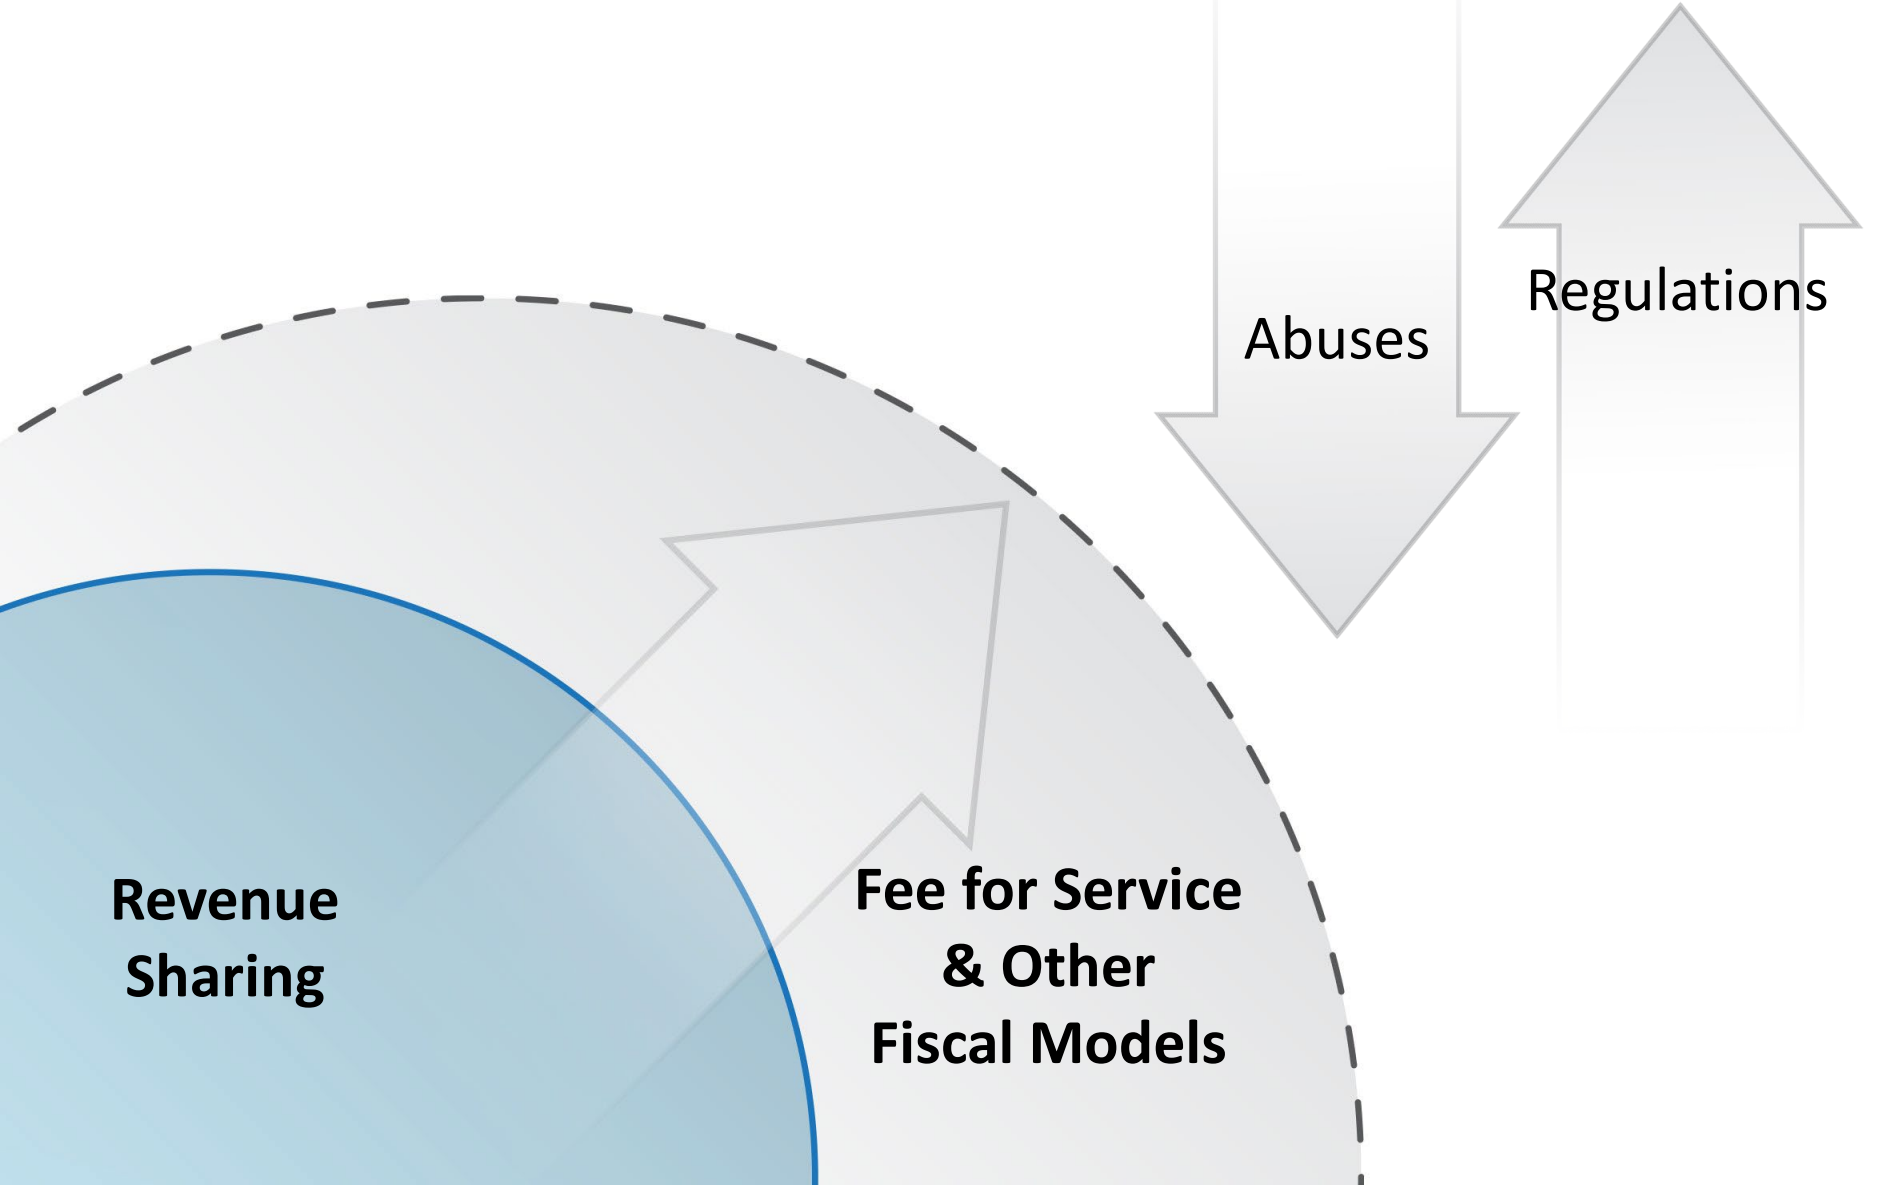 Regulations
Abuses
Revenue
Sharing
Fee for Service
& Other
Fiscal Models